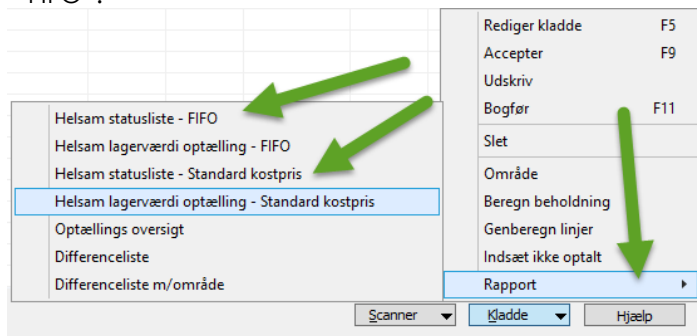 FIFO".
Rediger kladde F5
Accepter F9
Udskriv
Bogfør F11
Slet
Område
Beregn beholdning
Genberegn linjer
Indsæt ikke optalt
Rapport
Helsam statusliste - FIFO
Helsam lagerværdi optælling - FIFO
Helsam statusliste - Standard kostpris
Helsam lagerværdi optælling - Standard kostpris
Optællings oversigt
Differenceliste
Differenceliste m/område
Scanner
Kladde
Hjælp